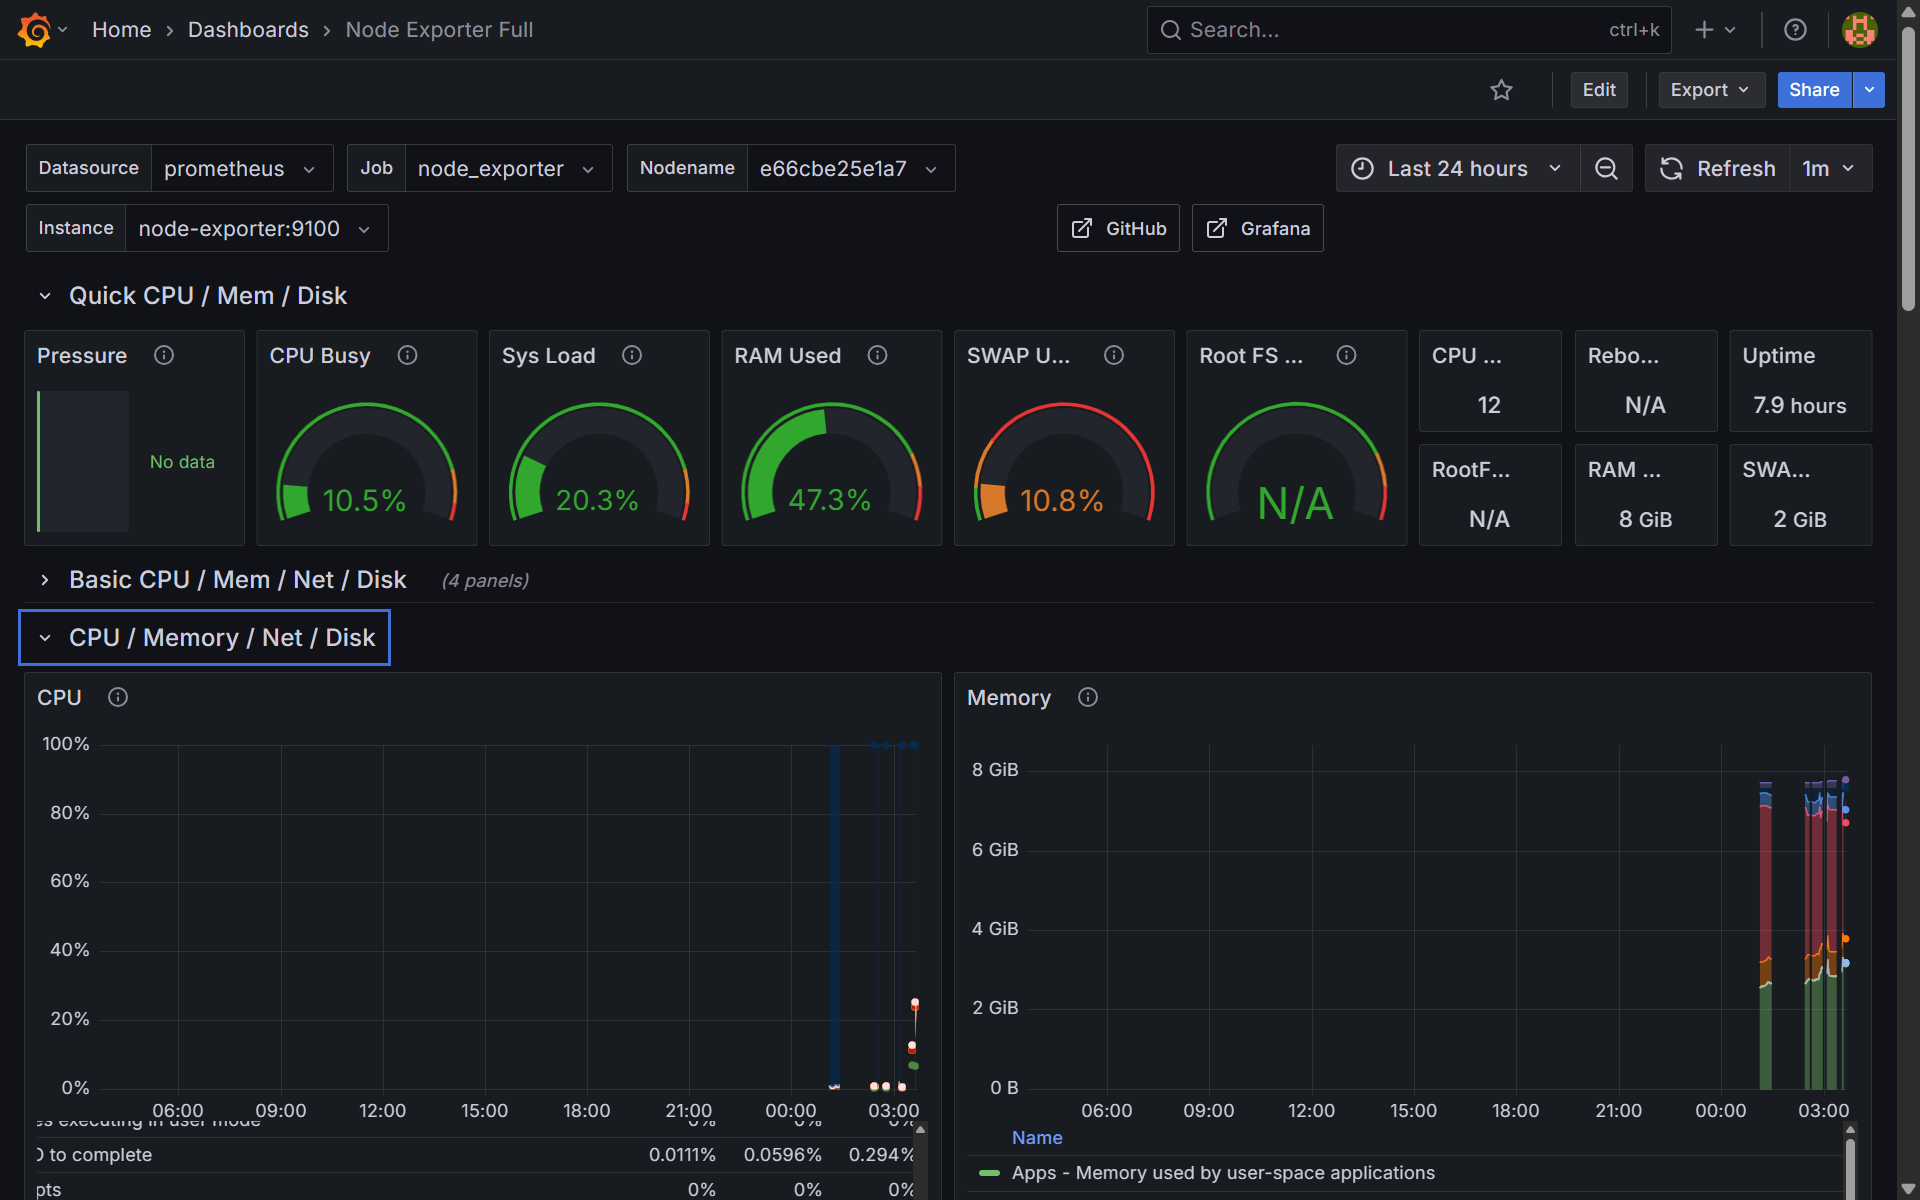 Home › Dashboards › Node Exporter Full
Search... ctrl+k
Edit Export Share
Datasource prometheus Job node_exporter Nodename e66cbe25e1a7 Last 24 hours Refresh 1m
Instance node-exporter:9100 GitHub Grafana
Quick CPU / Mem / Disk
Pressure
No data
CPU Busy
10.5%
Sys Load
20.3%
RAM Used
47.3%
SWAP U...
10.8%
Root FS ...
N/A
CPU ...
12
Rebo...
N/A
Uptime
7.9 hours
RootF...
N/A
RAM ...
8 GiB
SWA...
2 GiB
Basic CPU / Mem / Net / Disk (4 panels)
CPU / Memory / Net / Disk
CPU
100%
80%
60%
40%
20%
0%
06:00 09:00 12:00 15:00 18:00 21:00 00:00 03:00
es executing in user mode 0% 0% 0%
to complete 0.0111% 0.0596% 0.294%
pts 0% 0% 0%
Memory
8 GiB
6 GiB
4 GiB
2 GiB
0 B
06:00 09:00 12:00 15:00 18:00 21:00 00:00 03:00
Name
Apps - Memory used by user-space applications